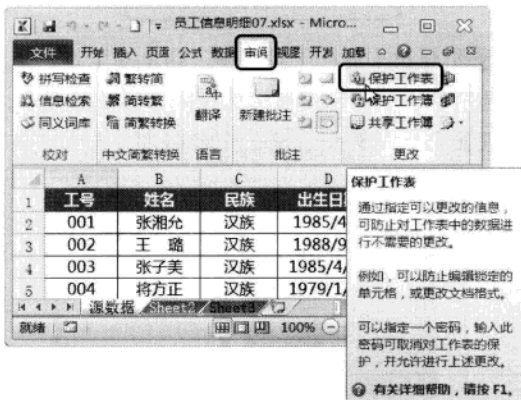 员工信息明细07.xlsx - Micro...
文件 开始 插入 页面 公式 数据 审阅 视图 开发 加载
拼写检查 繁转简 保护工作表
信息检索 简转繁 翻译 新建批注 保护工作簿
同义词库 简繁转换 共享工作簿
校对 中文简繁转换 语言 批注 更改
A B C D
1 工号 姓名 民族 出生日
2 001 张湘允 汉族 1985/4
3 002 王 璐 汉族 1988/9
4 003 张子美 汉族 1985/4/
5 004 将方正 汉族 1979/1/
源数据 Sheet2 Sheet3
就绪 100%
保护工作表
通过指定可以更改的信息，
可防止对工作表中的数据进
行不需要的更改。
例如，可以防止编辑锁定的
单元格，或更改文档格式。
可以指定一个密码，输入此
密码可取消对工作表的保
护，并允许进行上述更改。
有关详细帮助，请按 F1。